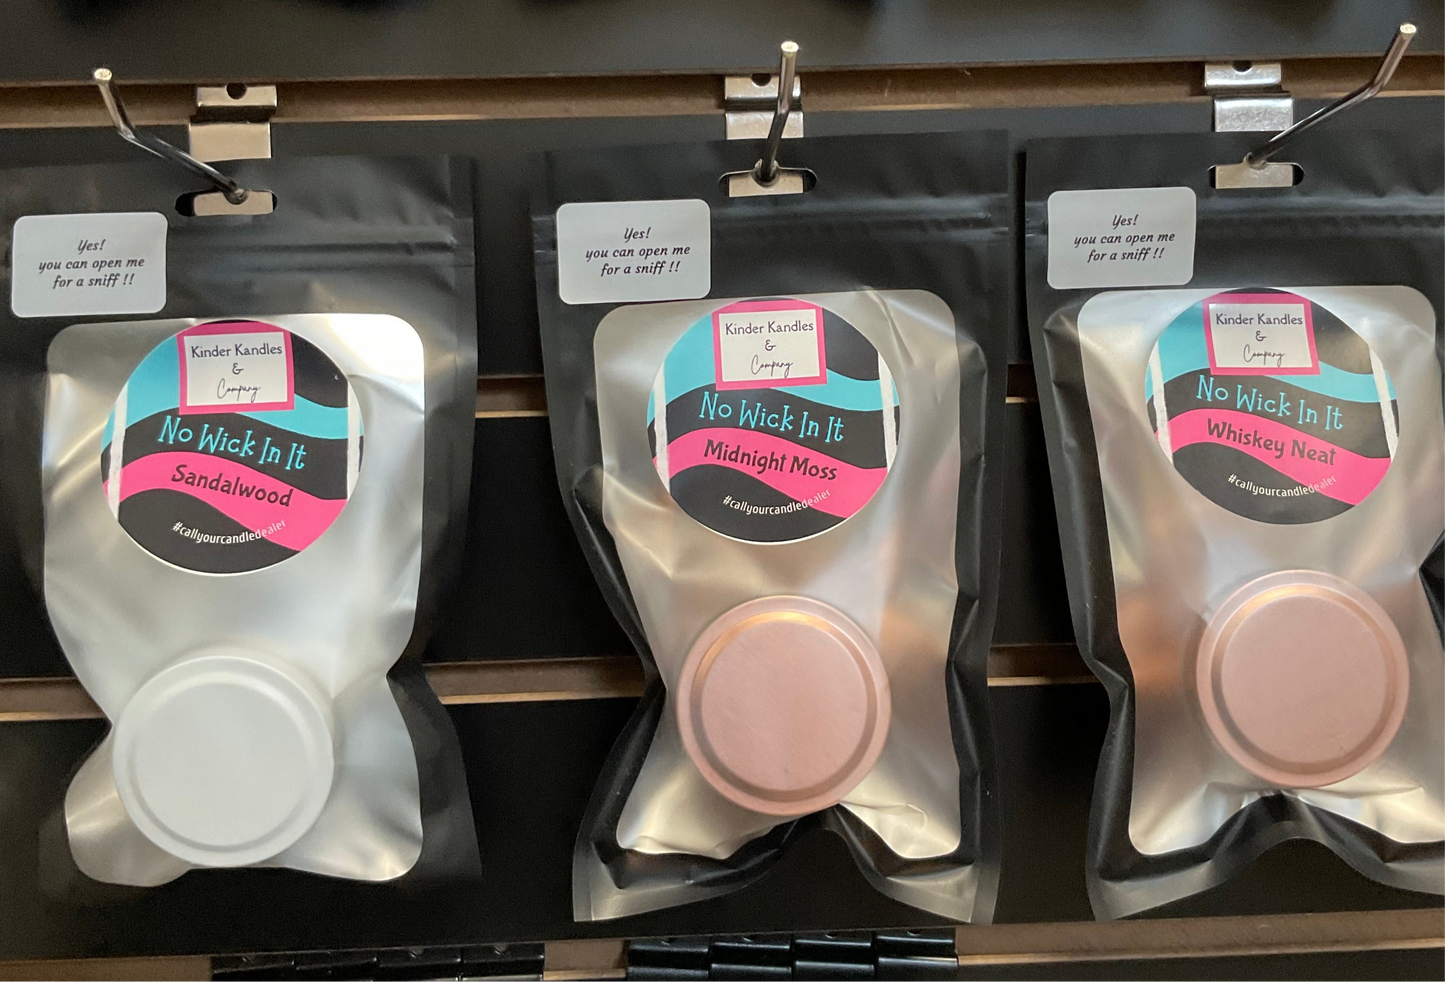 Yes!
you can open me
for a sniff !!
Kinder Kandles
&
Company
No Wick In It
Sandalwood
#callyourcandledealer
Yes!
you can open me
for a sniff !!
Kinder Kandles
&
Company
No Wick In It
Midnight Moss
#callyourcandledealer
Yes!
you can open me
for a sniff !!
Kinder Kandles
&
Company
No Wick In It
Whiskey Neat
#callyourcandledealer